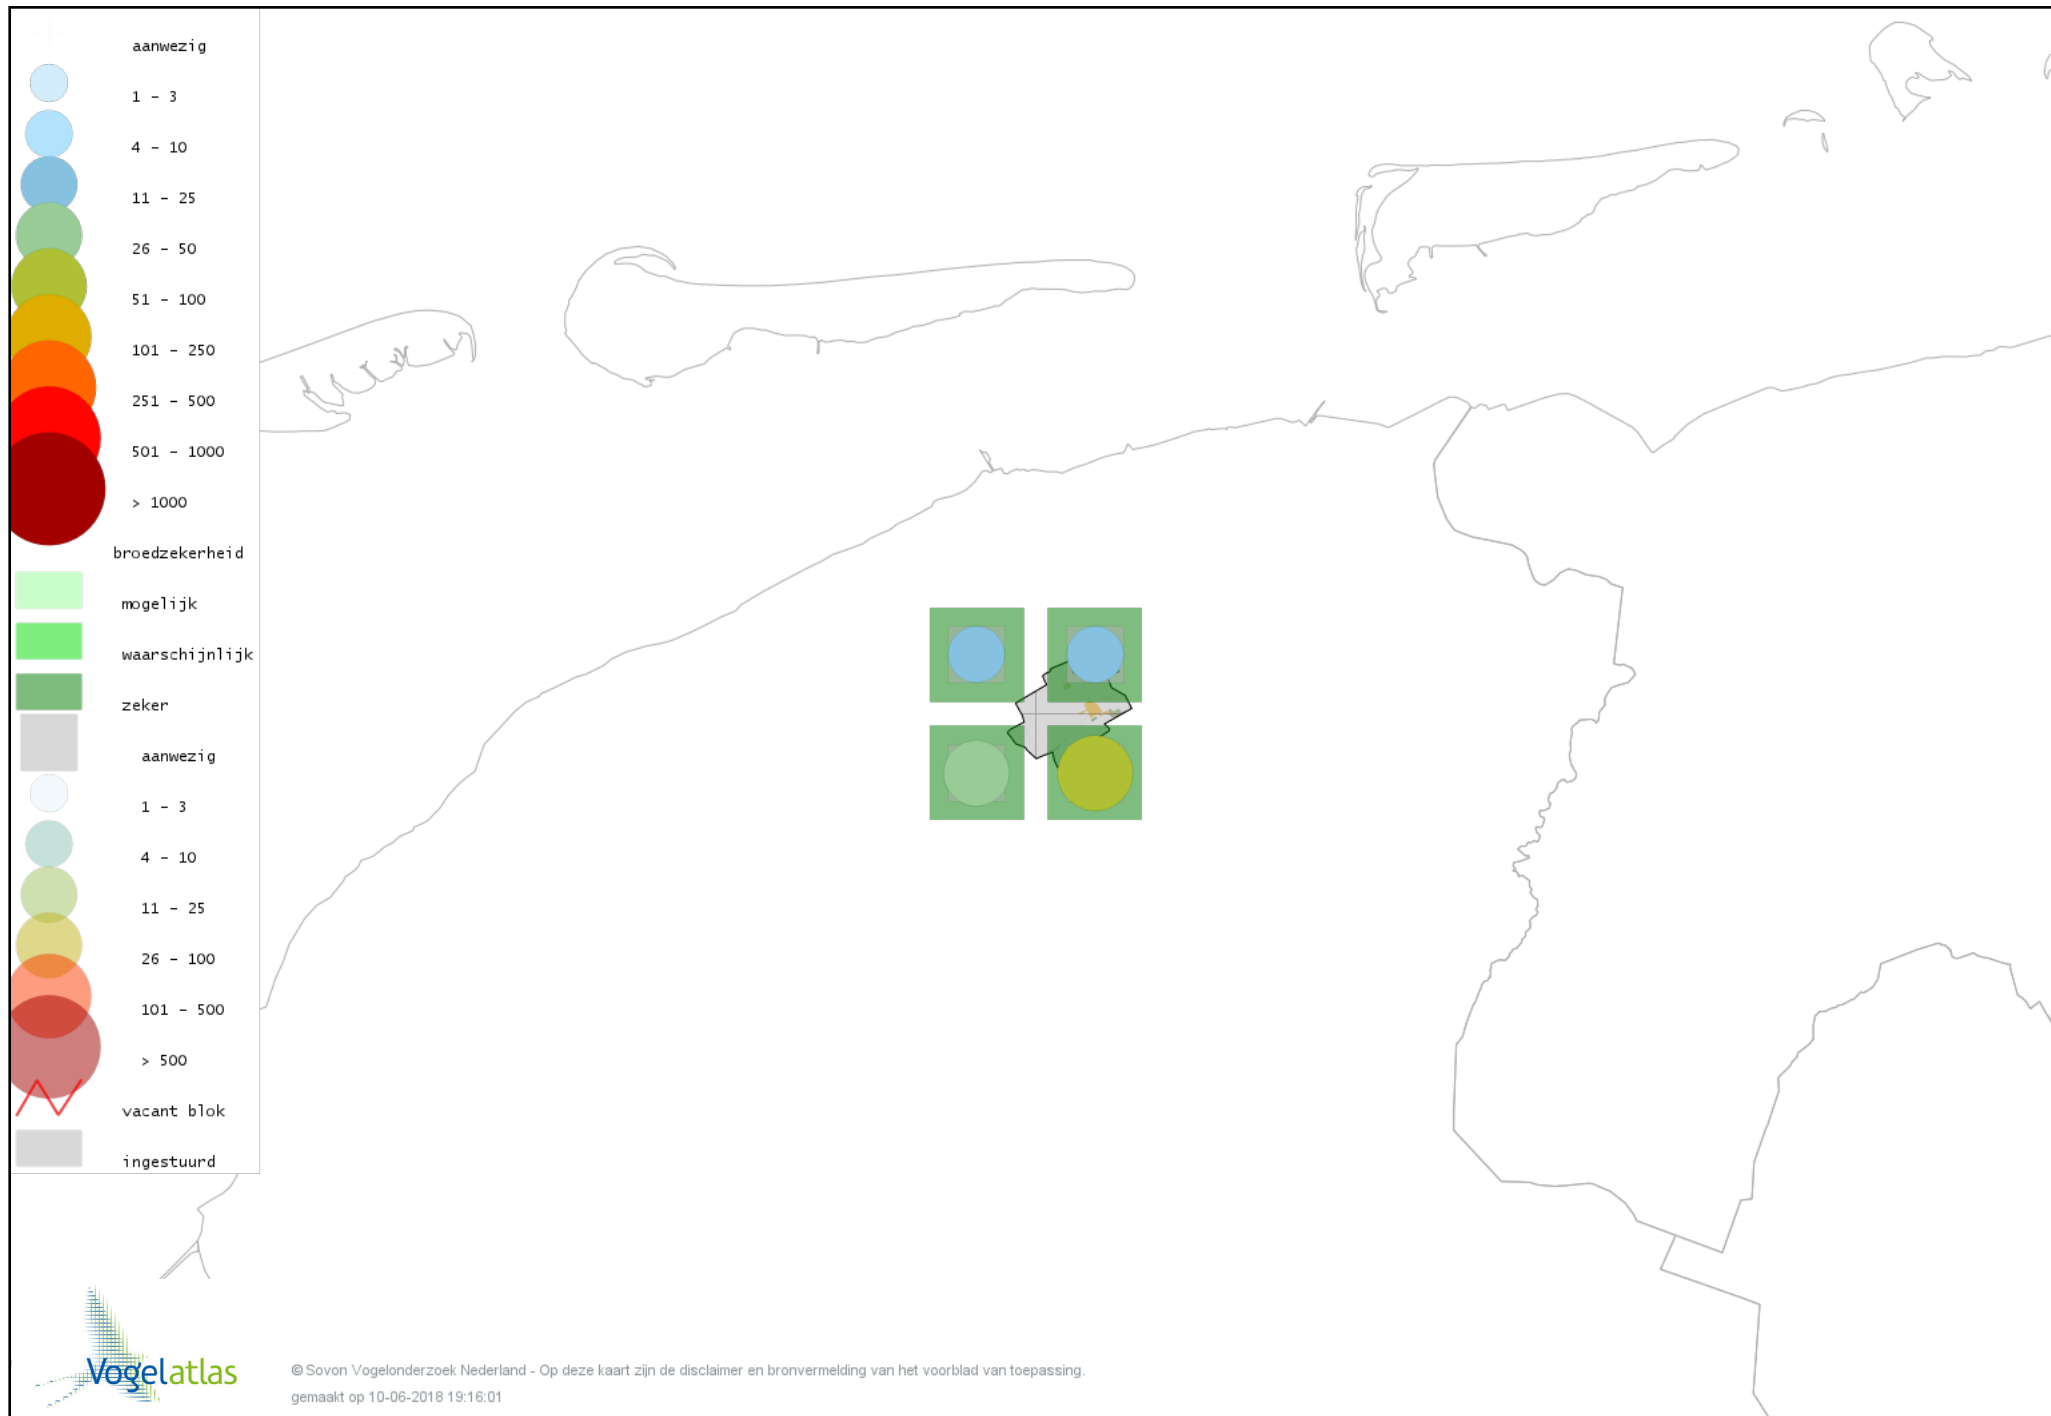 aanwezig
1 - 3
4 - 10
11 - 25
26 - 50
51 - 100
101 - 250
251 - 500
501 - 1000
> 1000
broedzekerheid
mogelijk
waarschijnlijk
zeker
aanwezig
1 - 3
4 - 10
11 - 25
26 - 100
101 - 500
> 500
vacant blok
ingestuurd
Vogelatlas
© Sovon Vogelonderzoek Nederland - Op deze kaart zijn de disclaimer en bronvermelding van het voorblad van toepassing.
gemaakt op 10-06-2018 19:16:01